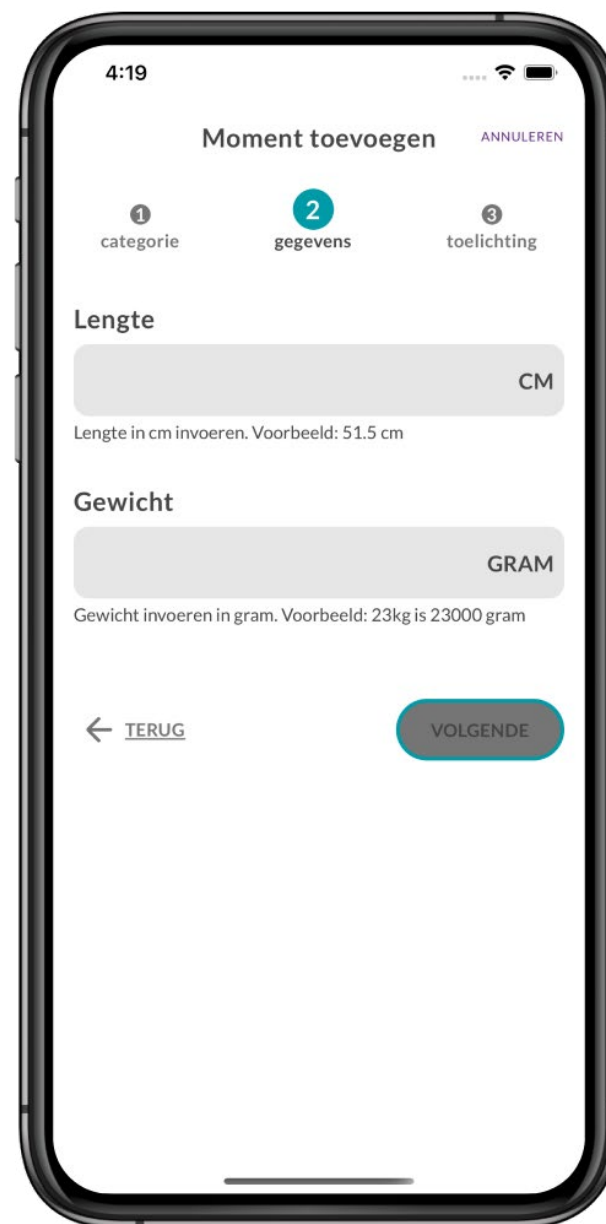 4:19
Moment toevoegen ANNULEREN
1 2 3
categorie gegevens toelichting
Lengte
CM
Lengte in cm invoeren. Voorbeeld: 51.5 cm
Gewicht
GRAM
Gewicht invoeren in gram. Voorbeeld: 23kg is 23000 gram
TERUG VOLGENDE